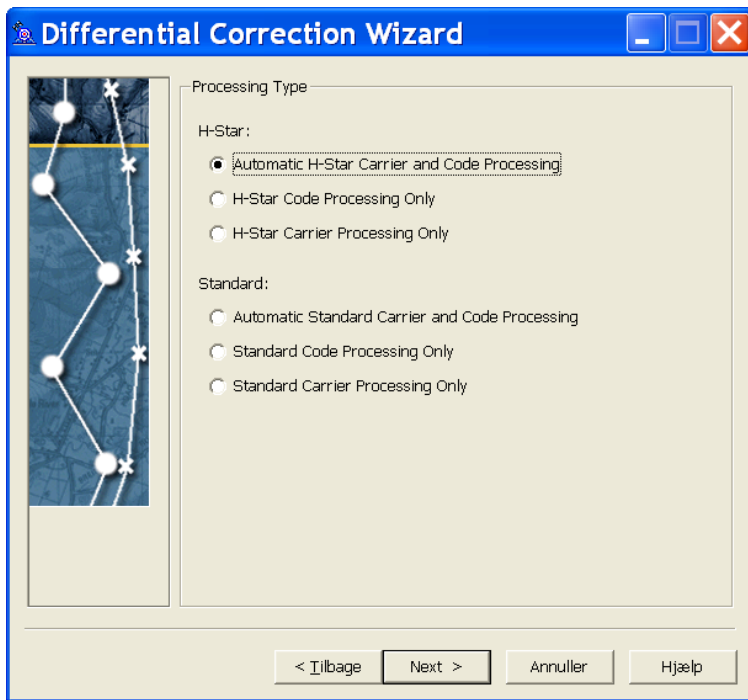 Differential Correction Wizard
Processing Type
H-Star:
Automatic H-Star Carrier and Code Processing
H-Star Code Processing Only
H-Star Carrier Processing Only
Standard:
Automatic Standard Carrier and Code Processing
Standard Code Processing Only
Standard Carrier Processing Only
< Tilbage Next > Annuller Hjælp